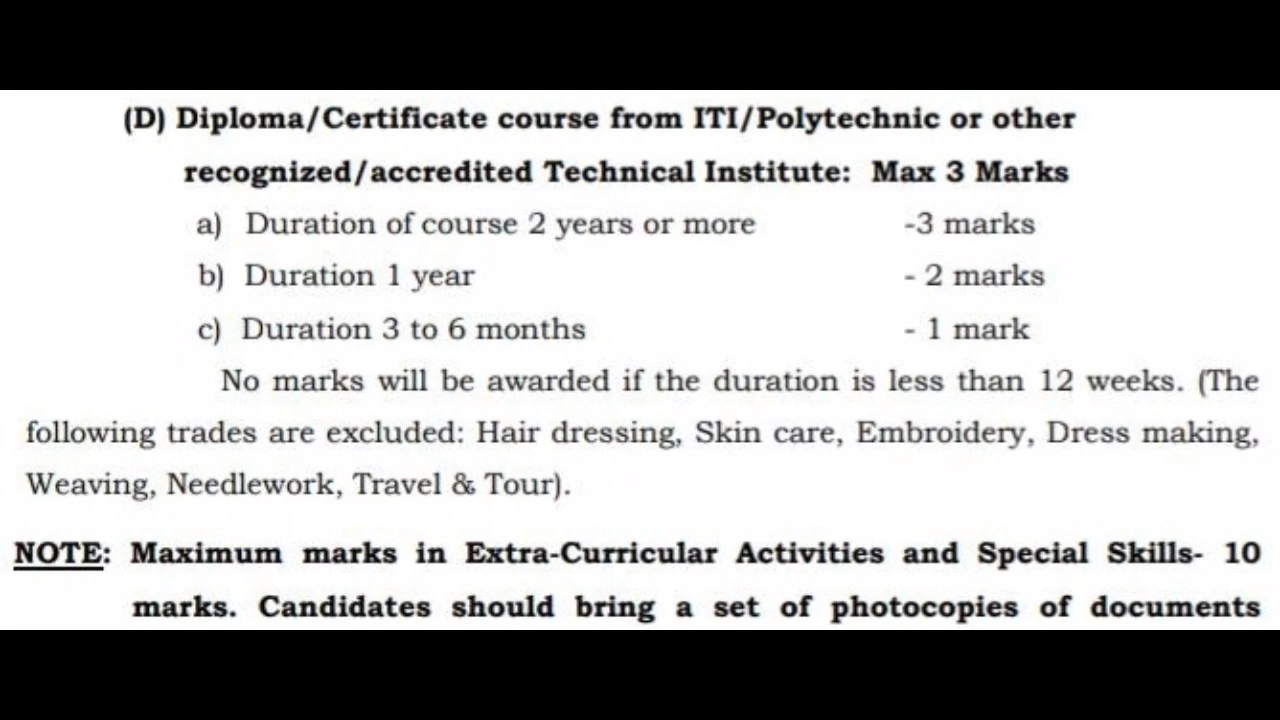 (D) Diploma/Certificate course from ITI/Polytechnic or other
recognized/accredited Technical Institute: Max 3 Marks
a) Duration of course 2 years or more -3 marks
b) Duration 1 year - 2 marks
c) Duration 3 to 6 months - 1 mark
No marks will be awarded if the duration is less than 12 weeks. (The
following trades are excluded: Hair dressing, Skin care, Embroidery, Dress making,
Weaving, Needlework, Travel & Tour).
NOTE: Maximum marks in Extra-Curricular Activities and Special Skills- 10
marks. Candidates should bring a set of photocopies of documents